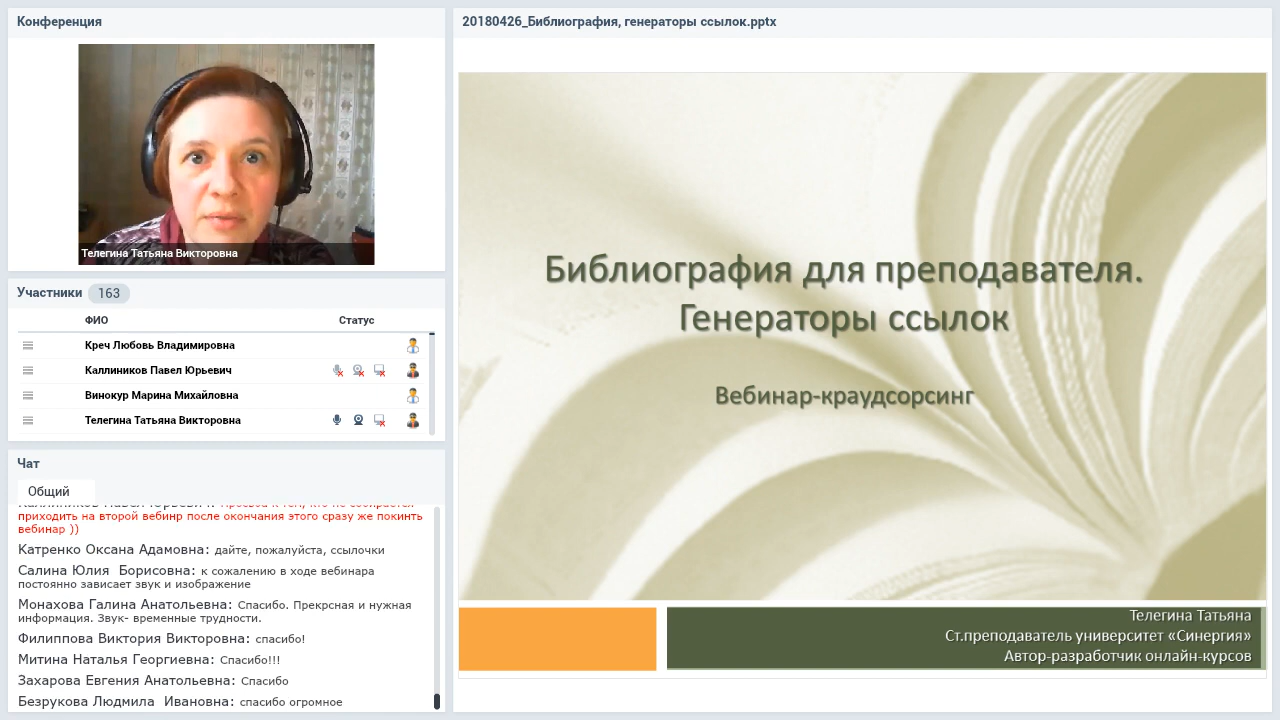 Конференция
Телегина Татьяна Викторовна
Участники 163
ФИО Статус
Креч Любовь Владимировна
Каллиников Павел Юрьевич
Винокур Марина Михайловна
Телегина Татьяна Викторовна
Чат
Общий
приходить на второй вебинр после окончания этого сразу же покинть
вебинар ))
Катренко Оксана Адамовна: дайте, пожалуйста, ссылочки
Салина Юлия Борисовна: к сожалению в ходе вебинара
постоянно зависает звук и изображение
Монахова Галина Анатольевна: Спасибо. Прекрсная и нужная
информация. Звук- временные трудности.
Филиппова Виктория Викторовна: спасибо!
Митина Наталья Георгиевна: Спасибо!!!
Захарова Евгения Анатольевна: Спасибо
Безрукова Людмила Ивановна: спасибо огромное
20180426_Библиография, генераторы ссылок.pptx
Библиография для преподавателя.
Генераторы ссылок
Вебинар-краудсорсинг
Телегина Татьяна
Ст.преподаватель университет «Синергия»
Автор-разработчик онлайн-курсов